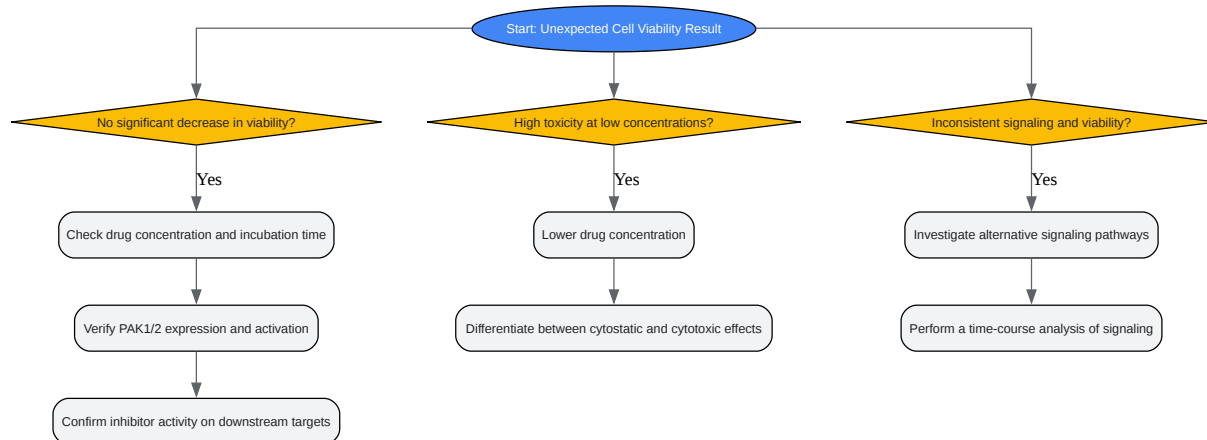 Start: Unexpected Cell Viability Result
No significant decrease in viability?
High toxicity at low concentrations?
Inconsistent signaling and viability?
Yes
Yes
Yes
Check drug concentration and incubation time
Lower drug concentration
Investigate alternative signaling pathways
Verify PAK1/2 expression and activation
Differentiate between cytostatic and cytotoxic effects
Perform a time-course analysis of signaling
Confirm inhibitor activity on downstream targets